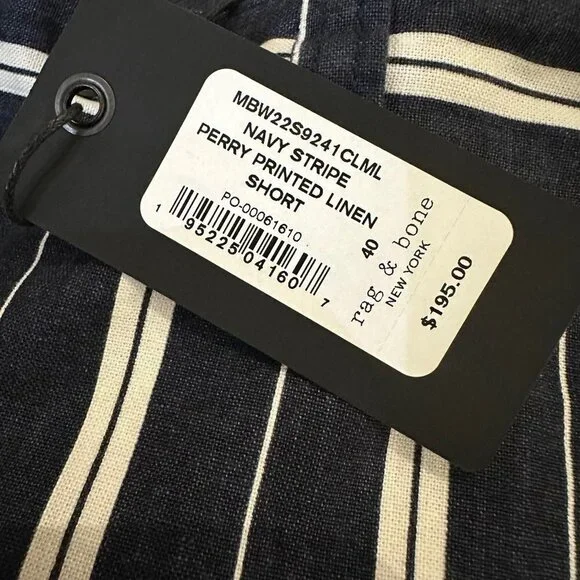 MBW22S9241CLML
NAVY STRIPE
PERRY PRINTED LINEN
SHORT
PO-00061610
1 95225 04160 7
40
rag & bone
NEW YORK
$195.00